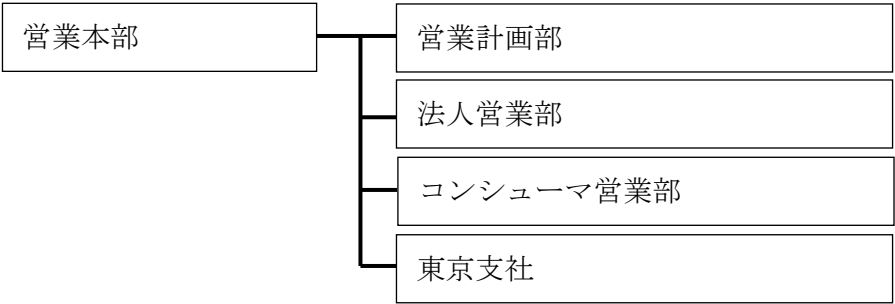 営業本部
営業計画部
法人営業部
コンシューマ営業部
東京支社